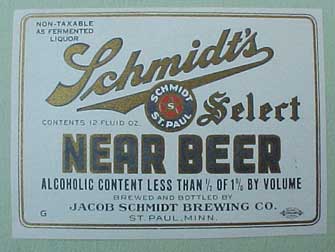 NON-TAXABLE
AS FERMENTED
LIQUOR
Schmidt's
SCHMIDT
S
ST. PAUL
Select
CONTENTS 12 FLUID OZ.
NEAR BEER
ALCOHOLIC CONTENT LESS THAN ½ OF 1% BY VOLUME
BREWED AND BOTTLED BY
G JACOB SCHMIDT BREWING CO.
ST. PAUL, MINN.